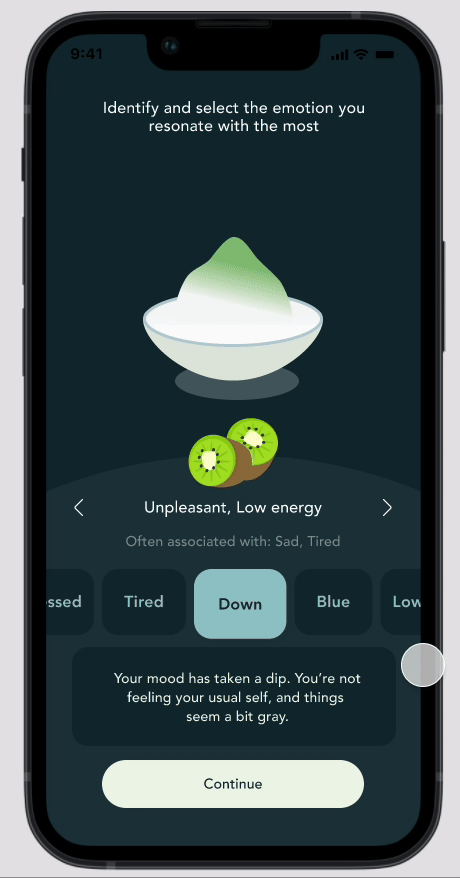 9:41
Identify and select the emotion you
resonate with the most
Unpleasant, Low energy
Often associated with: Sad, Tired
essed
Tired
Down
Blue
Low
Your mood has taken a dip. You're not
feeling your usual self, and things
seem a bit gray.
Continue